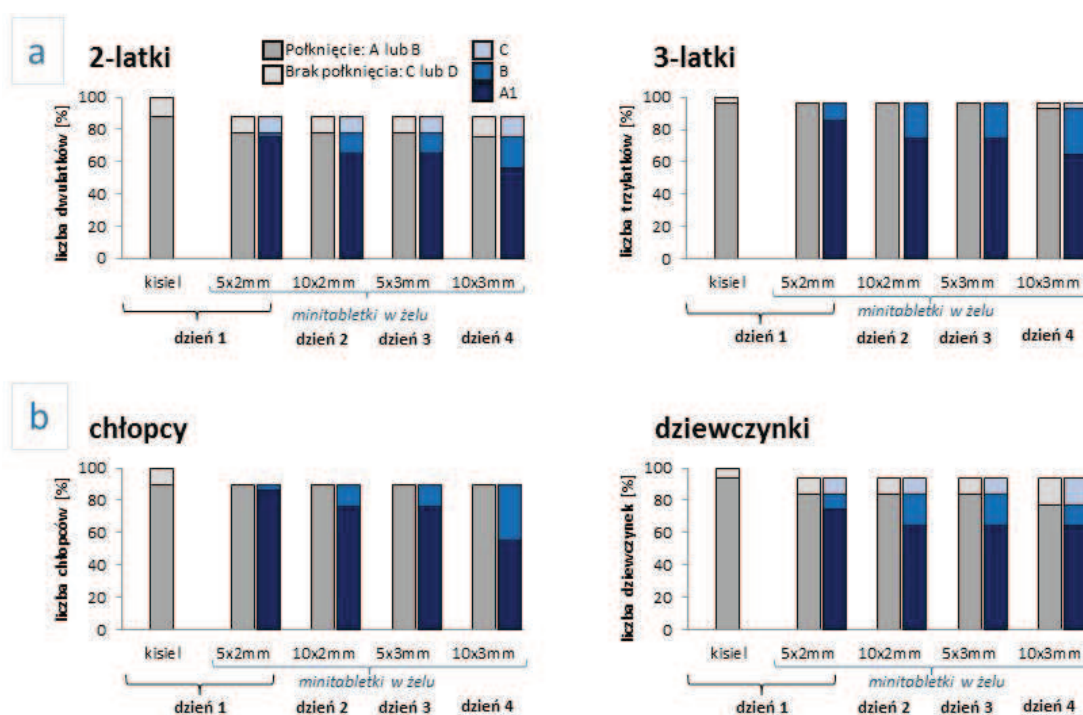 a
2-latki
Połknięcie: A lub B
Brak połknięcia: C lub D
C
B
A1
liczba dwulatków [%]
100
80
60
40
20
0
kisiel
5x2mm
10x2mm
5x3mm
10x3mm
minitabletki w żelu
dzień 1
dzień 2
dzień 3
dzień 4
3-latki
liczba trzylatków [%]
100
80
60
40
20
0
kisiel
5x2mm
10x2mm
5x3mm
10x3mm
minitabletki w żelu
dzień 1
dzień 2
dzień 3
dzień 4
b
chłopcy
liczba chłopców [%]
100
80
60
40
20
0
kisiel
5x2mm
10x2mm
5x3mm
10x3mm
minitabletki w żelu
dzień 1
dzień 2
dzień 3
dzień 4
dziewczynki
liczba dziewczynek [%]
100
80
60
40
20
0
kisiel
5x2mm
10x2mm
5x3mm
10x3mm
minitabletki w żelu
dzień 1
dzień 2
dzień 3
dzień 4